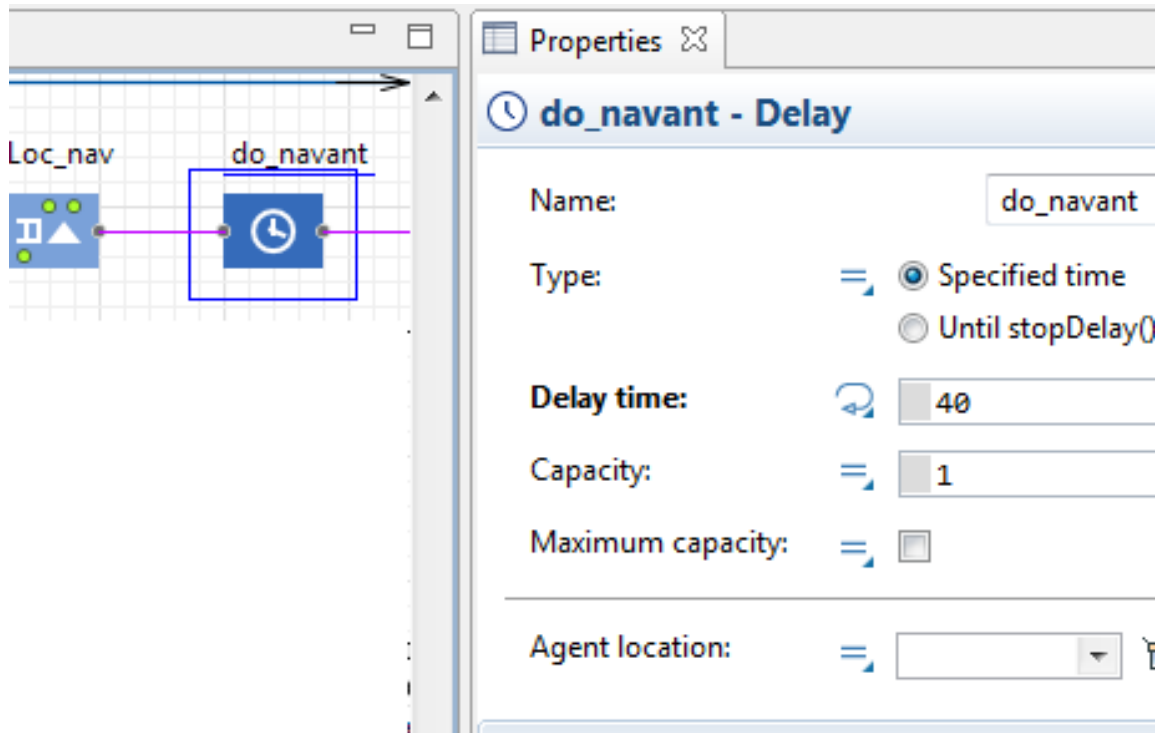 Properties
do_navant - Delay
Loc_nav
do_navant
Name:
do_navant
Type:
Specified time
Until stopDelay()
Delay time:
40
Capacity:
1
Maximum capacity:
Agent location: